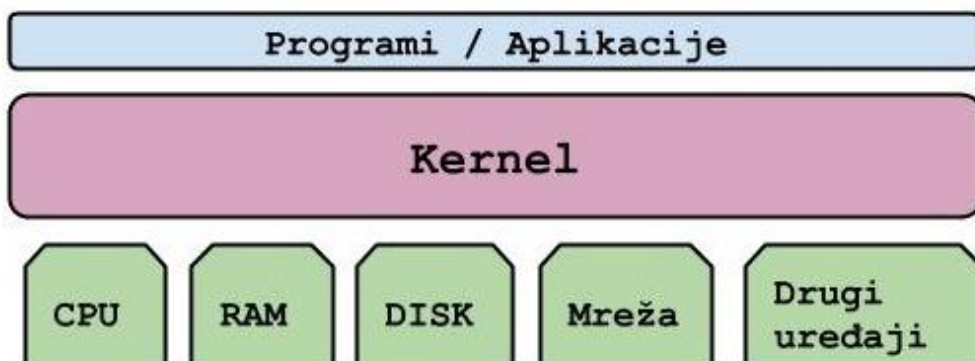 Programi / Aplikacije
Kernel
CPU
RAM
DISK
Mreža
Drugi
uređaji